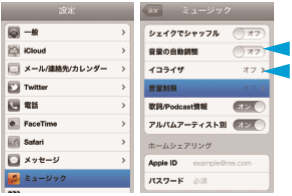 設定
一般
iCloud
メール/連絡先/カレンダー
Twitter
電話
FaceTime
Safari
メッセージ
ミュージック
設定
ミュージック
シェイクでシャッフル
オフ
音量の自動調整
オフ
イコライザ
オフ
音量制限
オフ
歌詞/Podcast情報
オン
アルバムアーティスト別
オン
ホームシェアリング
Apple ID
example@me.com
パスワード
必須